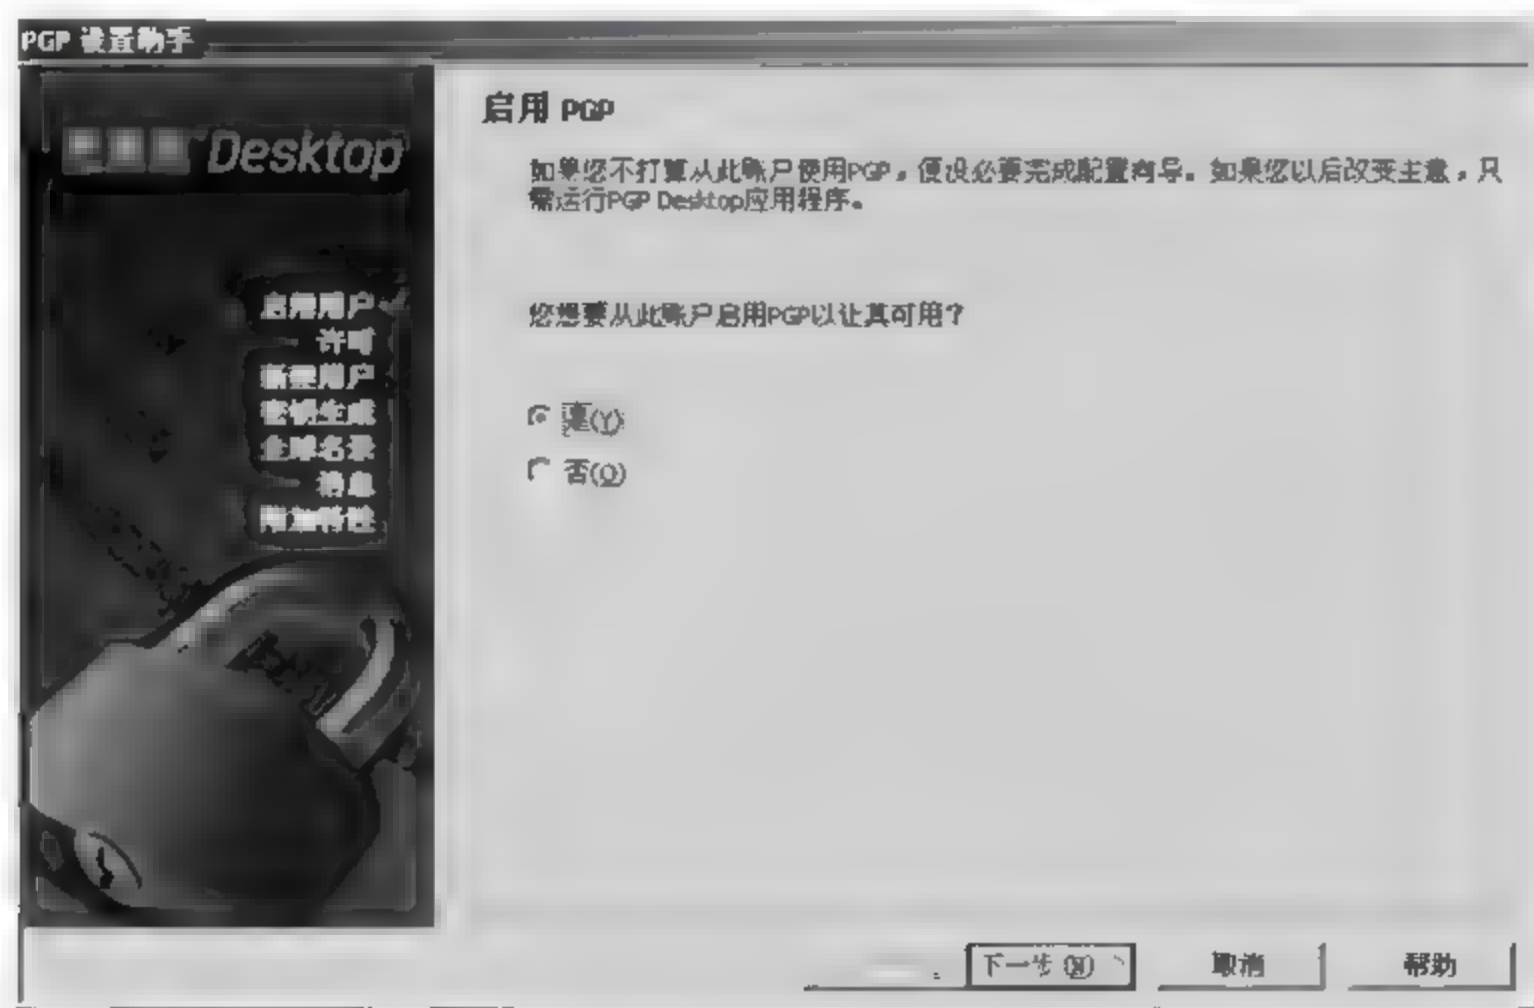 PGP 设置助手
Desktop
启用用户
许可
新建用户
密钥生成
全球名录
消息
附加特性
启用 PGP
如果您不打算从此账户使用PGP，便没必要完成配置向导。如果您以后改变主意，只
需运行PGP Desktop应用程序。
您想要从此账户启用PGP以让其可用？
是(Y)
否(O)
下一步(N) >
取消
帮助